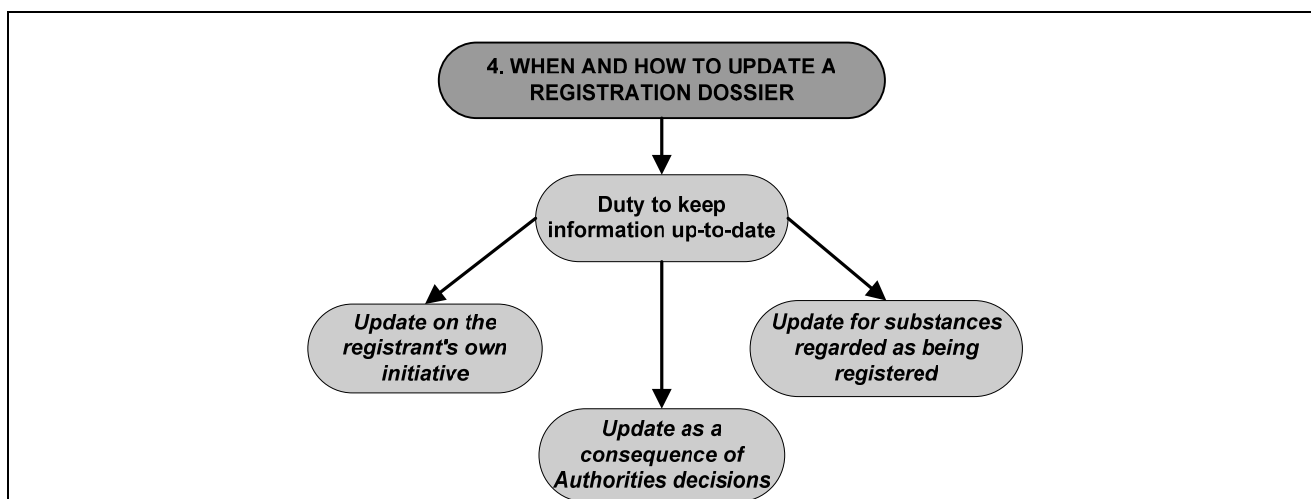 4. WHEN AND HOW TO UPDATE A
REGISTRATION DOSSIER
Duty to keep
information up-to-date
Update on the
registrant's own
initiative
Update for substances
regarded as being
registered
Update as a
consequence of
Authorities decisions